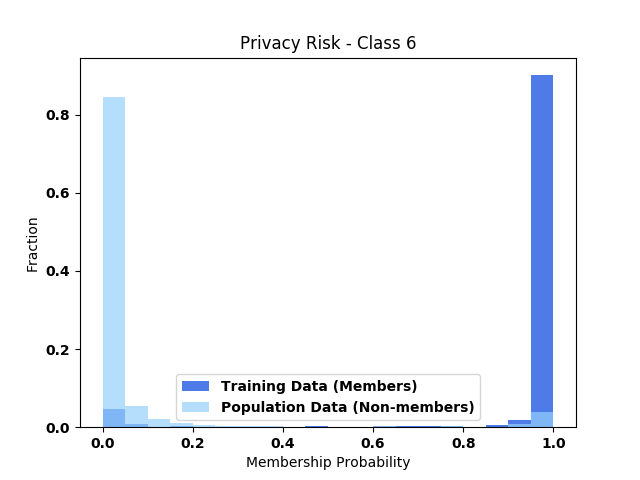 Privacy Risk - Class 6
Fraction
0.8
0.6
0.4
0.2
0.0
Training Data (Members)
Population Data (Non-members)
0.0 0.2 0.4 0.6 0.8 1.0
Membership Probability